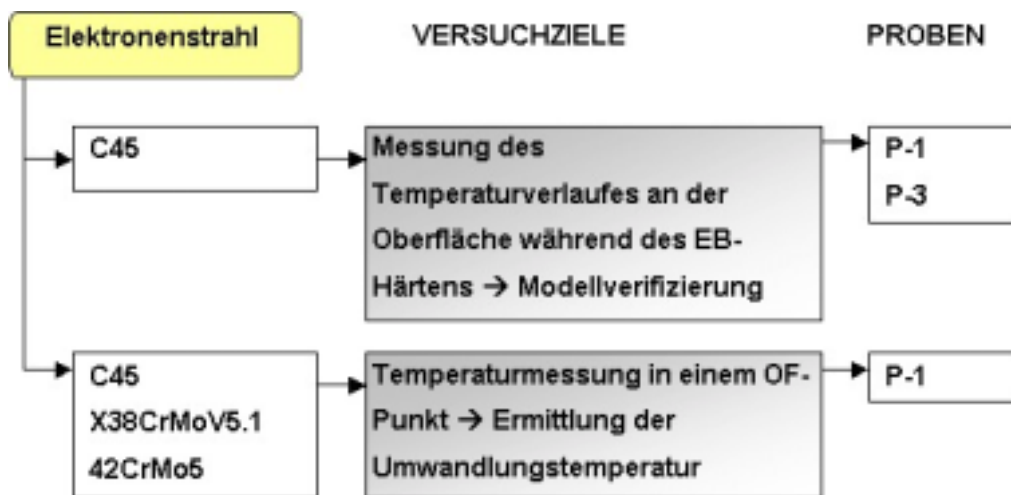 Elektronenstrahl
VERSUCHZIELE
PROBEN
C45
Messung des
Temperaturverlaufes an der
Oberfläche während des EB-
Härtens → Modellverifizierung
P-1
P-3
C45
X38CrMoV5.1
42CrMo5
Temperaturmessung in einem OF-
Punkt → Ermittlung der
Umwandlungstemperatur
P-1